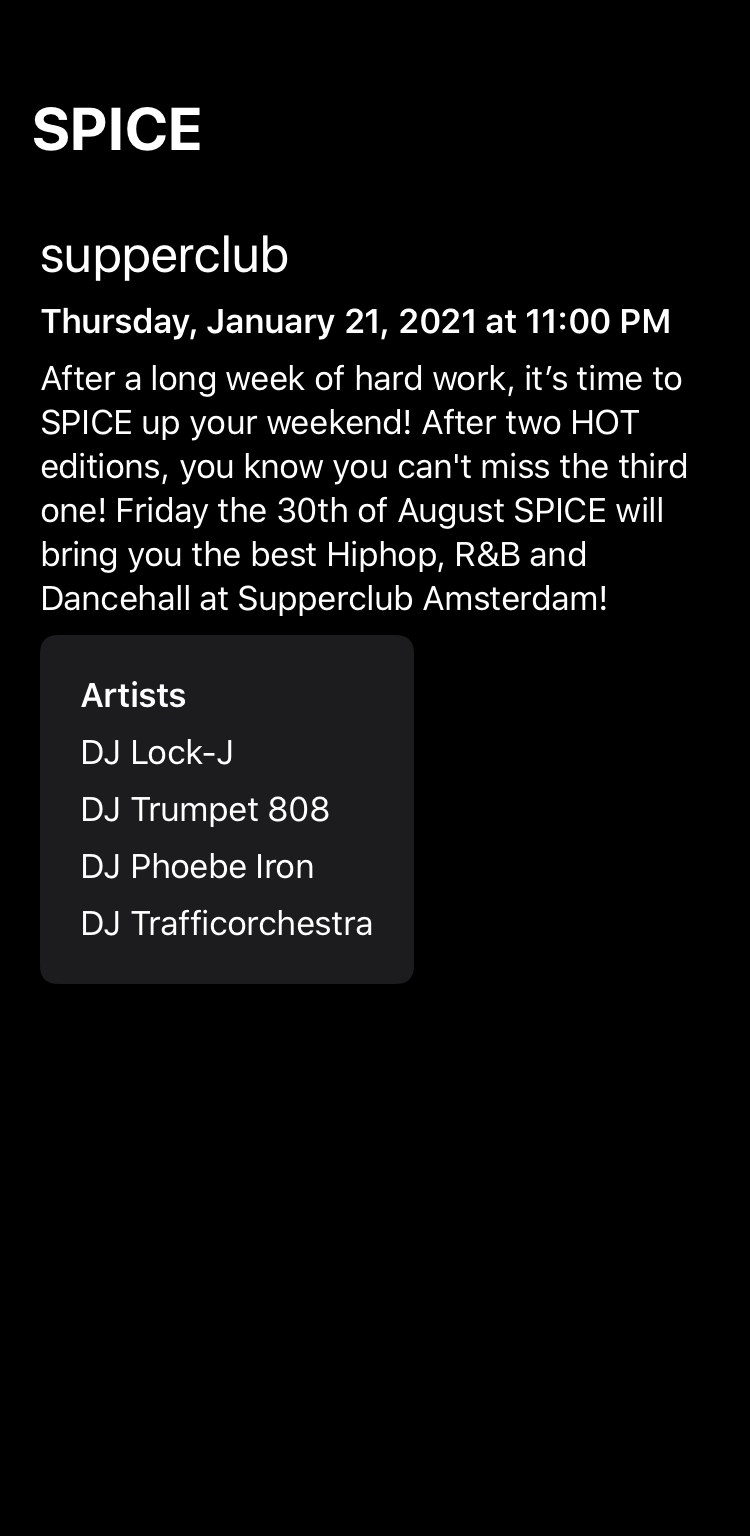 SPICE
supperclub
Thursday, January 21, 2021 at 11:00 PM
After a long week of hard work, it’s time to
SPICE up your weekend! After two HOT
editions, you know you can't miss the third
one! Friday the 30th of August SPICE will
bring you the best Hiphop, R&B and
Dancehall at Supperclub Amsterdam!
Artists
DJ Lock-J
DJ Trumpet 808
DJ Phoebe Iron
DJ Trafficorchestra